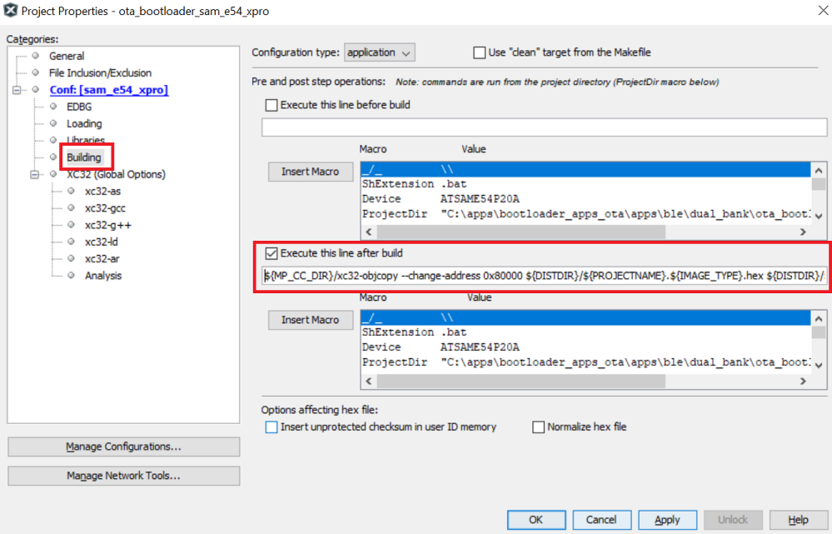 Project Properties - ota_bootloader_sam_e54_xpro
Categories:
General
File Inclusion/Exclusion
Conf: [sam_e54_xpro]
EDBG
Loading
Libraries
Building
XC32 (Global Options)
xc32-as
xc32-gcc
xc32-g++
xc32-ld
xc32-ar
Analysis
Manage Configurations...
Manage Network Tools...
Configuration type: application Use "clean" target from the Makefile
Pre and post step operations: Note: commands are run from the project directory (ProjectDir macro below)
Execute this line before build
Macro Value
Insert Macro
_/_ \\
ShExtension .bat
Device ATSAME54P20A
ProjectDir "C:\apps\bootloader_apps_ota\apps\ble\dual_bank\ota_bootl
Execute this line after build
${MP_CC_DIR}/xc32-objcopy --change-address 0x80000 ${DISTDIR}/${PROJECTNAME}.${IMAGE_TYPE}.hex ${DISTDIR}/
Macro Value
Insert Macro
_/_ \\
ShExtension .bat
Device ATSAME54P20A
ProjectDir "C:\apps\bootloader_apps_ota\apps\ble\dual_bank\ota_bootl
Options affecting hex file:
Insert unprotected checksum in user ID memory Normalize hex file
OK Cancel Apply Unlock Help